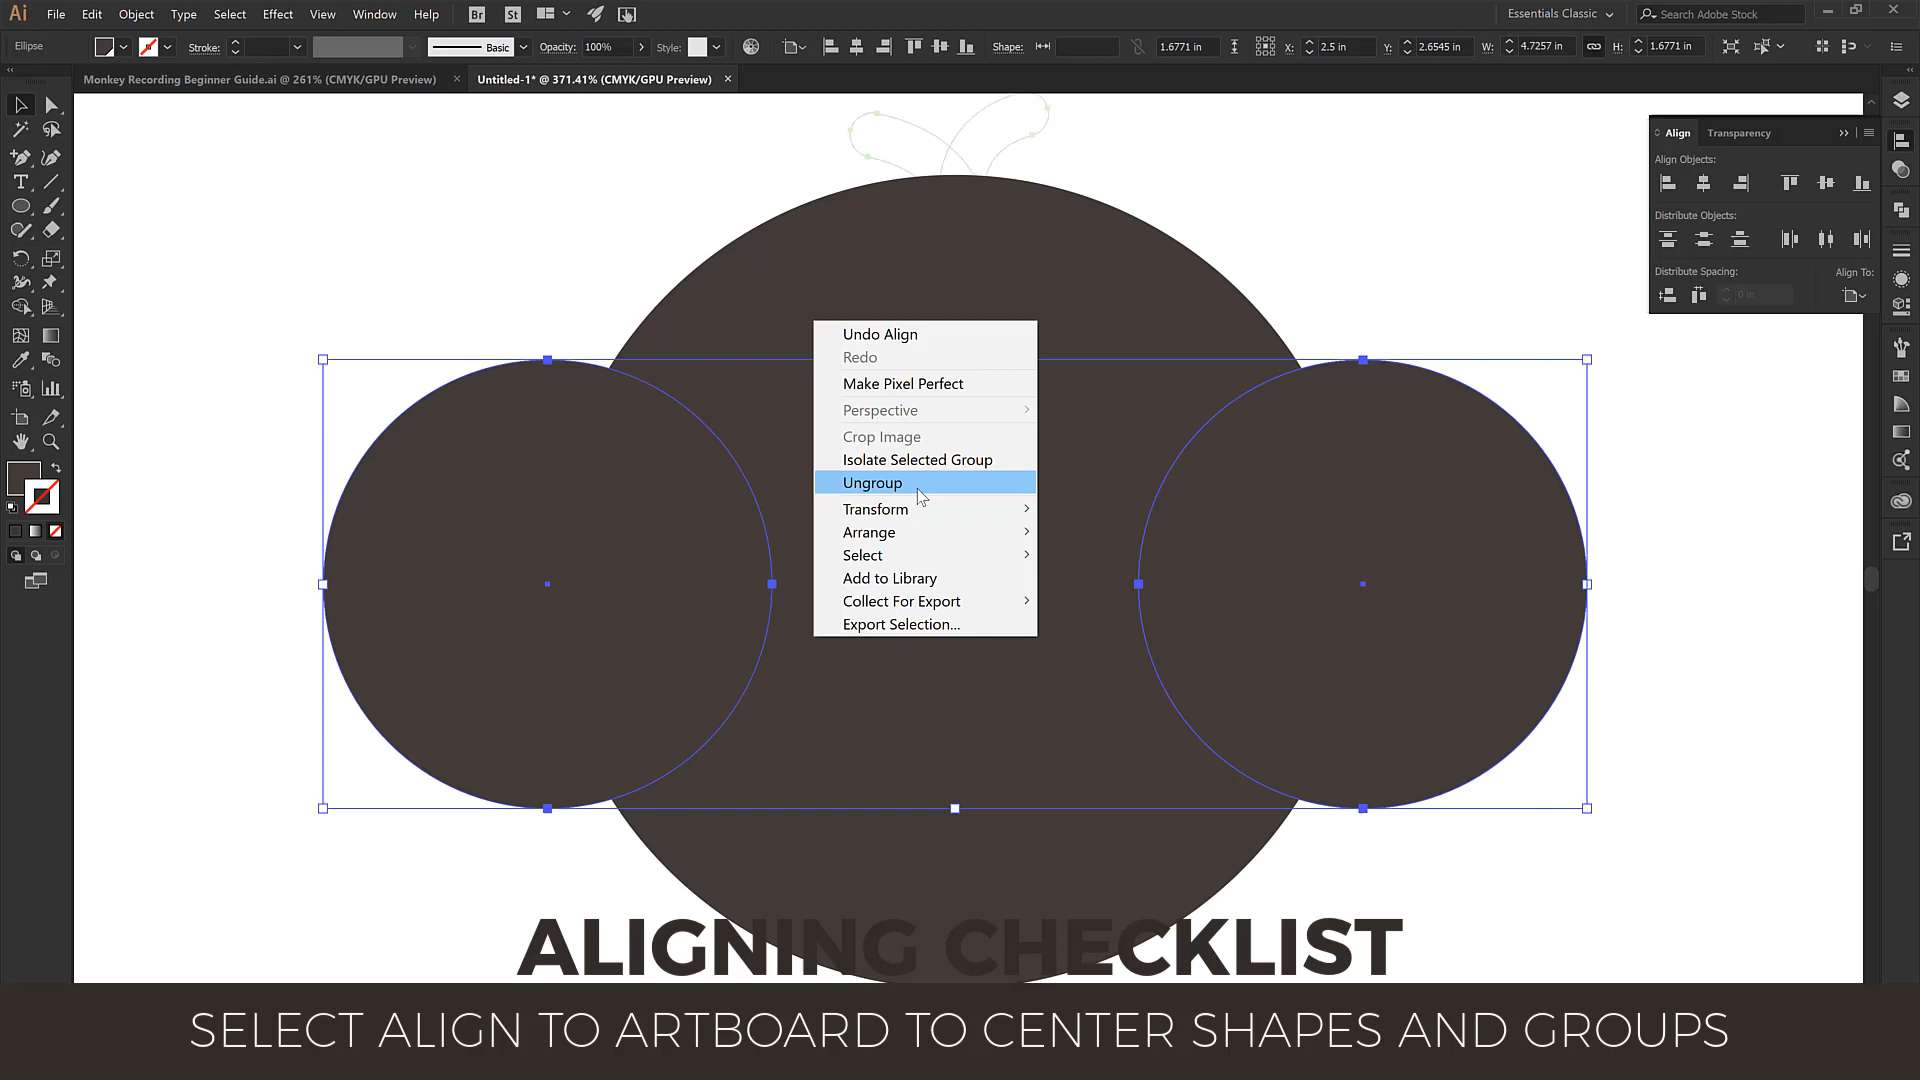 Ai File Edit Object Type Select Effect View Window Help Br St Essentials Classic Search Adobe Stock
Ellipse Stroke: Basic Opacity: 100% Style: Shape: 1.6771 in X: 2.5 in Y: 2.6545 in W: 4.7257 in H: 1.6771 in
Monkey Recording Beginner Guide.ai @ 261% (CMYK/GPU Preview) Untitled-1* @ 371.41% (CMYK/GPU Preview)
Align Transparency
Align Objects:
Distribute Objects:
Distribute Spacing: Align To:
0 in
Undo Align
Redo
Make Pixel Perfect
Perspective
Crop Image
Isolate Selected Group
Ungroup
Transform
Arrange
Select
Add to Library
Collect For Export
Export Selection...
ALIGNING CHECKLIST
SELECT ALIGN TO ARTBOARD TO CENTER SHAPES AND GROUPS